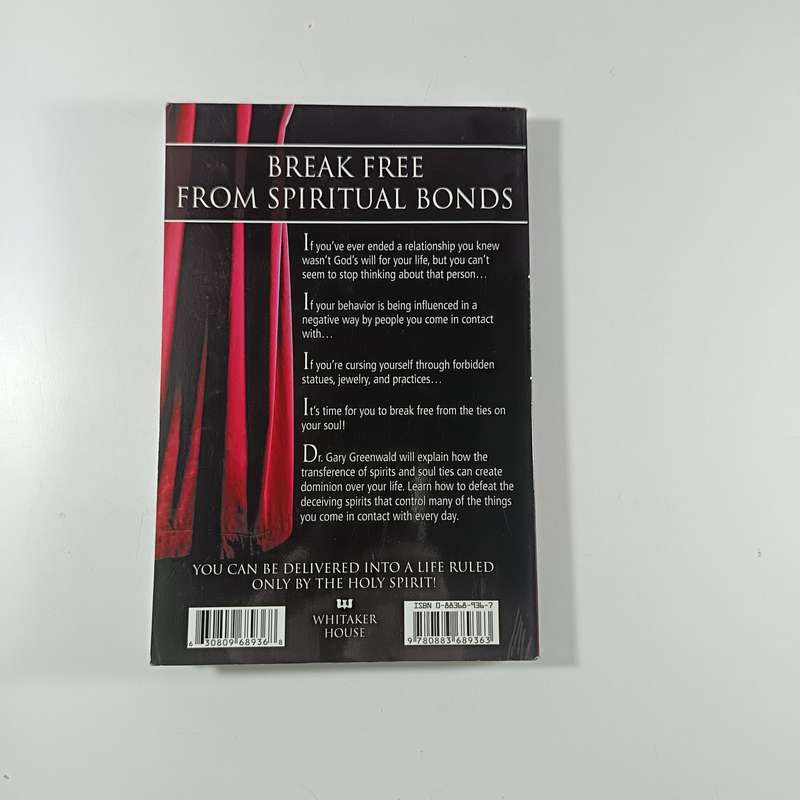 BREAK FREE
FROM SPIRITUAL BONDS
If you've ever ended a relationship you knew
wasn't God's will for your life, but you can't
seem to stop thinking about that person…
If your behavior is being influenced in a
negative way by people you come in contact
with…
If you're cursing yourself through forbidden
statues, jewelry, and practices…
It's time for you to break free from the ties on
your soul!
Dr. Gary Greenwald will explain how the
transference of spirits and soul ties can create
dominion over your life. Learn how to defeat the
deceiving spirits that control many of the things
you come in contact with every day.
YOU CAN BE DELIVERED INTO A LIFE RULED
ONLY BY THE HOLY SPIRIT!
WHITAKER
HOUSE
6 30809 68936 8
ISBN 0-88368-936-7
9 780883 689363